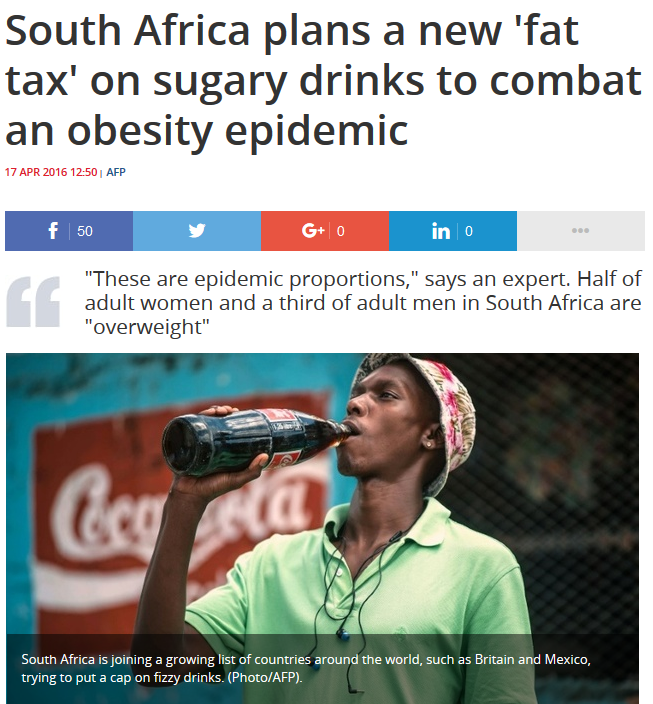 South Africa plans a new 'fat
tax' on sugary drinks to combat
an obesity epidemic
17 APR 2016 12:50 | AFP
f 50
G+ 0
in 0
"These are epidemic proportions," says an expert. Half of
adult women and a third of adult men in South Africa are
"overweight"
Coca-Cola
South Africa is joining a growing list of countries around the world, such as Britain and Mexico,
trying to put a cap on fizzy drinks. (Photo/AFP).